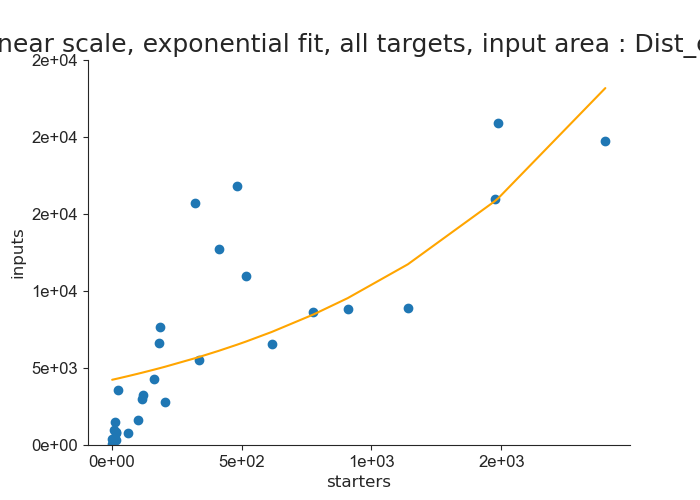 near scale, exponential fit, all targets, input area : Dist_
2e+04
2e+04
2e+04
1e+04
5e+03
0e+00
inputs
0e+00 5e+02 1e+03 2e+03
starters